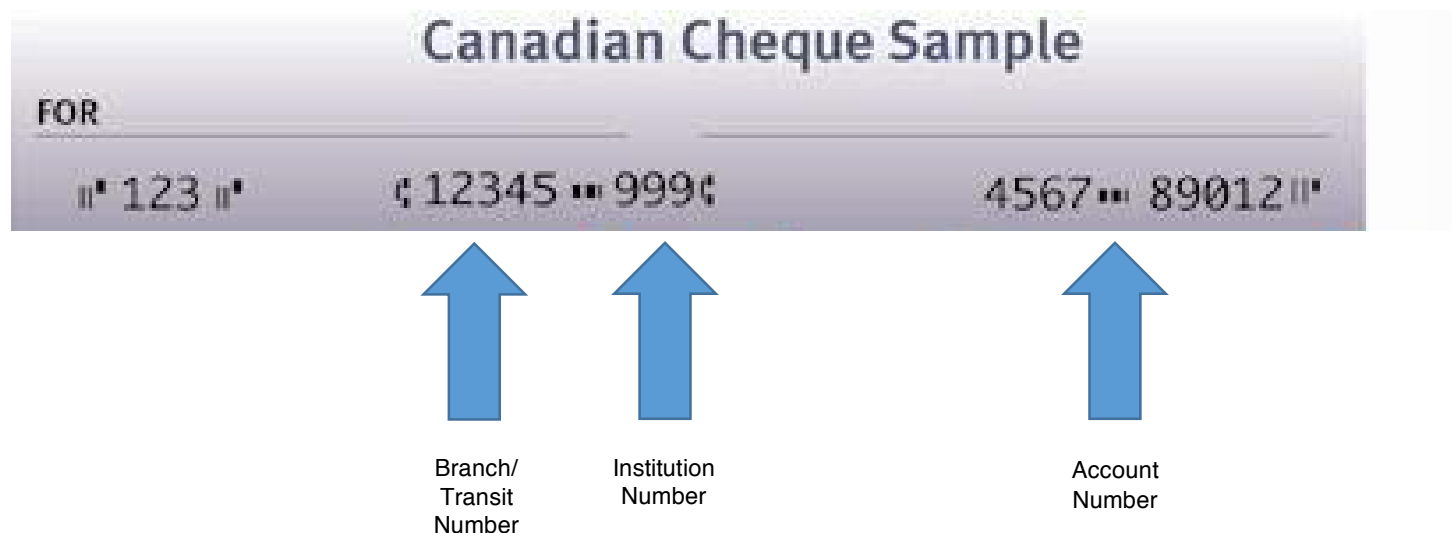 Canadian Cheque Sample
FOR
⑈ 123 ⑈ ⑆ 12345 ⑉ 999⑆ 4567⑉ 89012⑈
Branch/
Transit
Number
Institution
Number
Account
Number